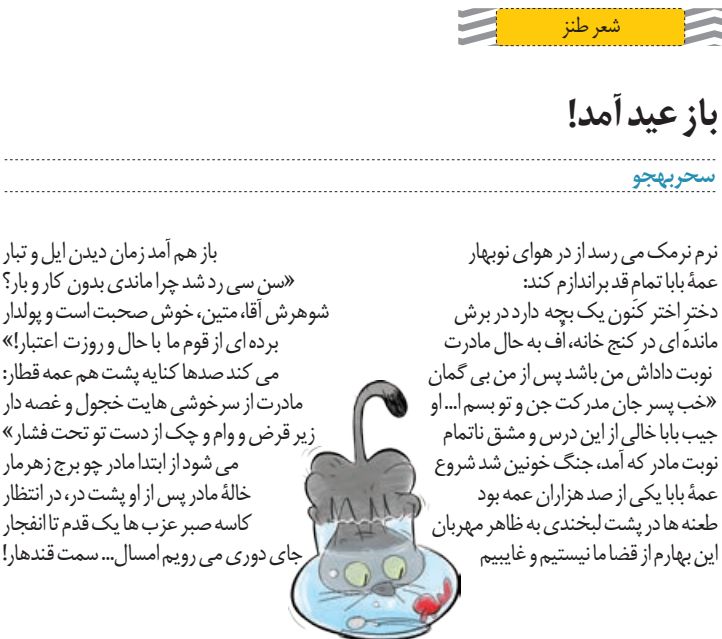 شعر طنز
باز عید آمد!
سحر بهجو
نرم نرمک می رسد از در هوای نوبهار باز هم آمد زمان دیدن ایل و تبار
عمۀ بابا تمام قد براندازم کند: «سن سی رد شد چرا ماندی بدون کار و بار؟
دخترِ اختر کَنون یک بچِه دارد در برش شوهرش آقا، متین، خوش صحبت است و پولدار
مانده ای در کنج خانه، اُف به حال مادرت برده ای از قوم ما با حال و روزت اعتبار!»
نوبت داداش من باشد پس از من بی گمان می کند صدها کنایه پشت هم عمه قطار:
«خب پسر جان مدرکت جن و تو بسم ا... او مادرت از سرخوشی هایت خجول و غصه دار
جیب بابا خالی از این درس و مشق ناتمام زیر قرض و وام و چک از دست تو تحت فشار»
نوبت مادر که آمد، جنگ خونین شد شروع می شود از ابتدا مادر چو برج زهرمار
عمۀ بابا یکی از صد هزاران عمه بود خالۀ مادر پس از او پشت در، در انتظار
طعنه ها در پشت لبخندی به ظاهر مهربان کاسه صبر عزب ها یک قدم تا انفجار
این بهارم از قضا ما نیستیم و غایبیم جای دوری می رویم امسال... سمت قندهار!